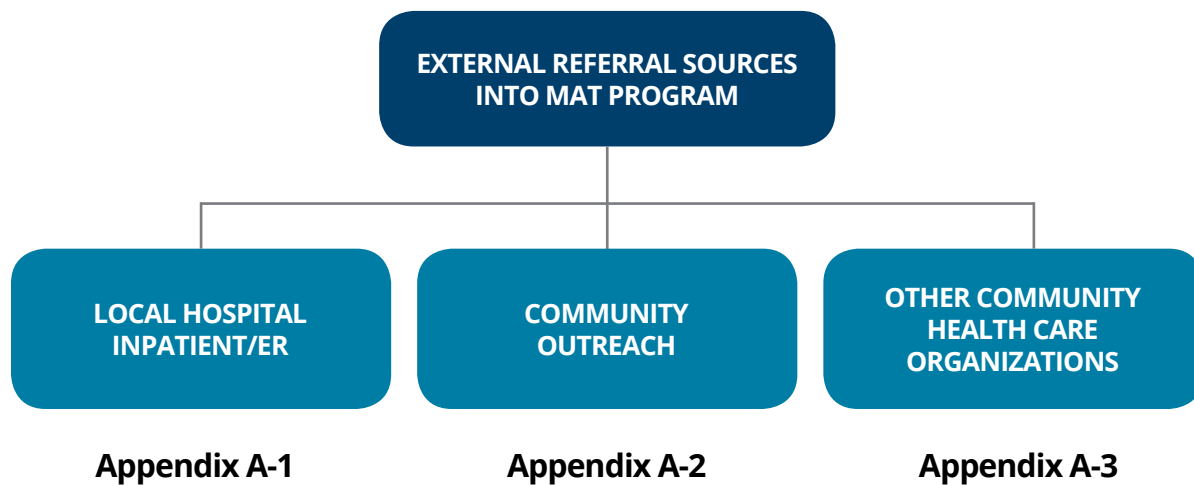 EXTERNAL REFERRAL SOURCES
INTO MAT PROGRAM
LOCAL HOSPITAL
INPATIENT/ER
COMMUNITY
OUTREACH
OTHER COMMUNITY
HEALTH CARE
ORGANIZATIONS
Appendix A-1
Appendix A-2
Appendix A-3